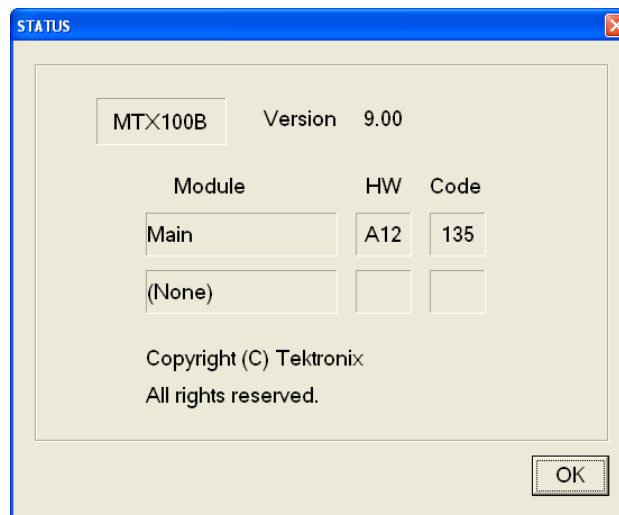 STATUS
MTX100B Version 9.00
Module HW Code
Main A12 135
(None)
Copyright (C) Tektronix
All rights reserved.
OK